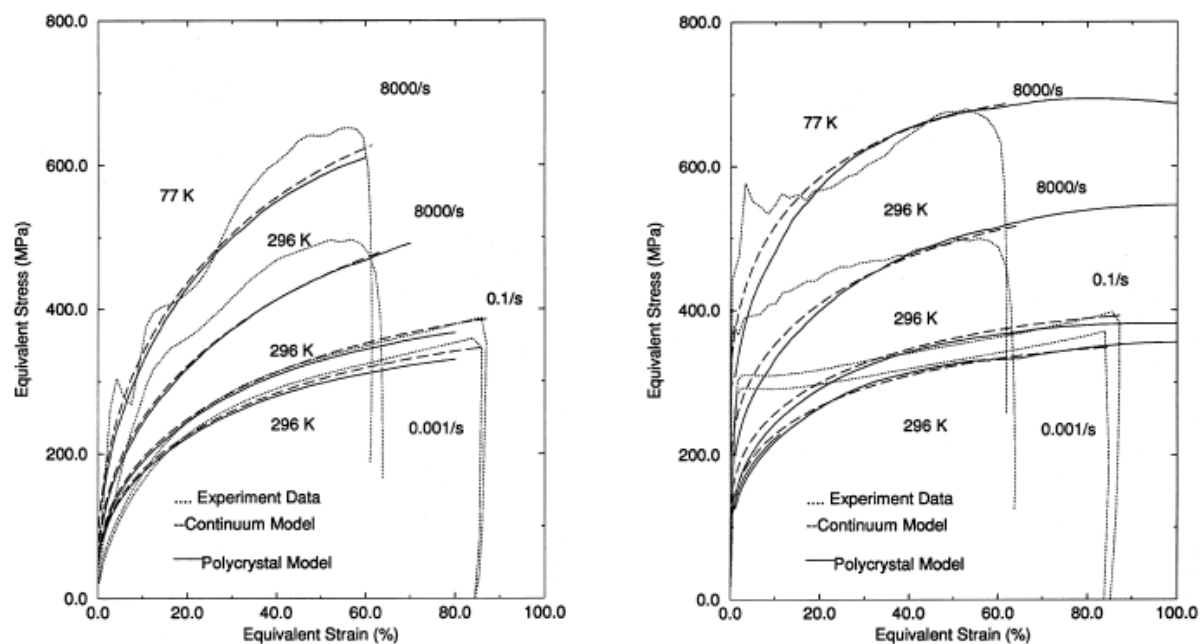 800.0
600.0
400.0
200.0
0.0
Equivalent Stress (MPa)
8000/s
77 K
8000/s
296 K
0.1/s
296 K
296 K
0.001/s
Experiment Data
Continuum Model
Polycrystal Model
0.0 20.0 40.0 60.0 80.0 100.0
Equivalent Strain (%)
800.0
600.0
400.0
200.0
0.0
Equivalent Stress (MPa)
8000/s
77 K
8000/s
296 K
0.1/s
296 K
296 K
0.001/s
Experiment Data
Continuum Model
Polycrystal Model
0.0 20.0 40.0 60.0 80.0 100.0
Equivalent Strain (%)